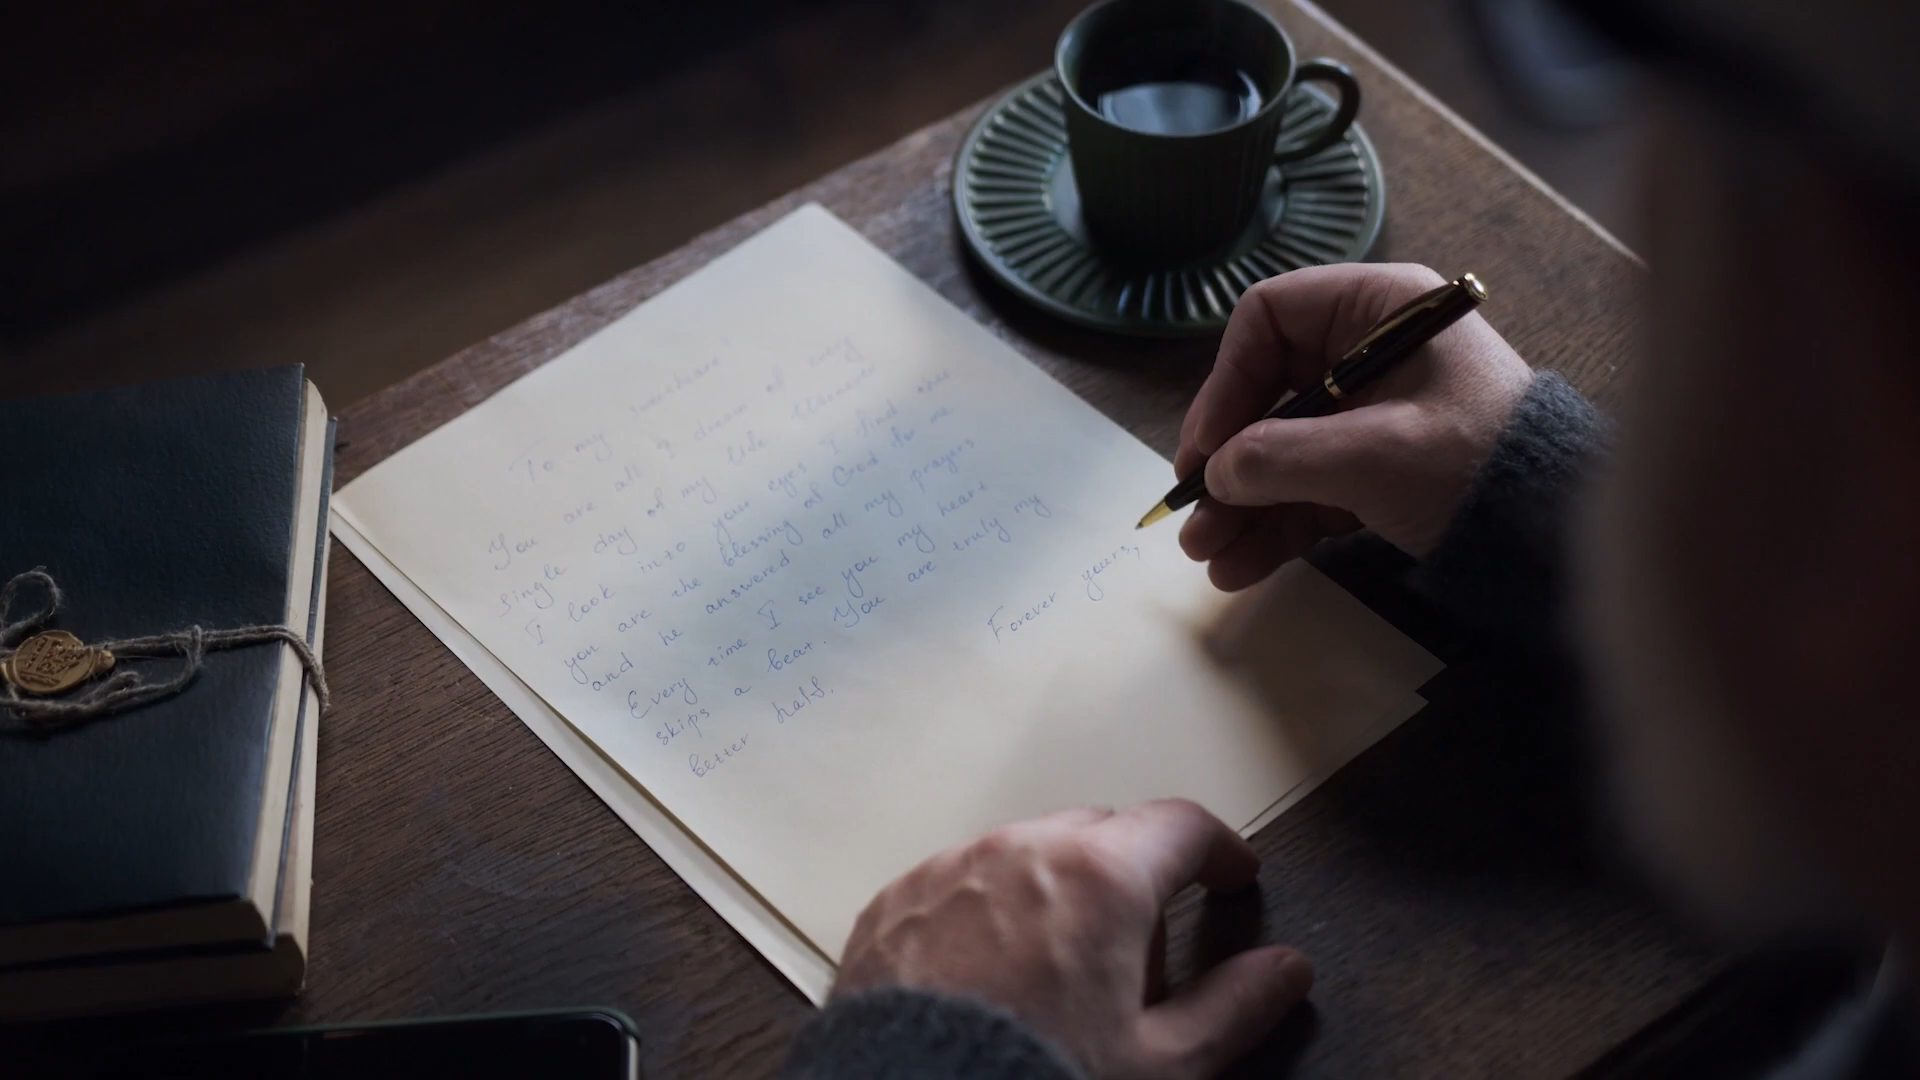 To my sweetheart!
You are all I dream of every
single day of my life. Whenever
I look into your eyes I find that
you are the blessing of God for me
and he answered all my prayers
Every time I see you my heart
skips a beat. You are truly my
better half.
Forever yours,